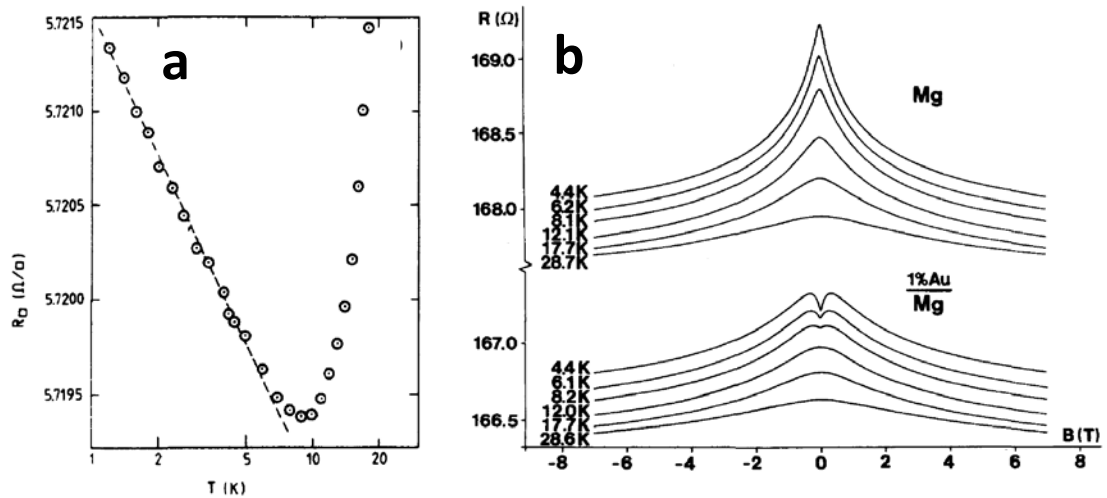 a
5.7215
5.7210
5.7205
5.7200
5.7195
R□ (Ω/□)
1
2
5
10
20
T (K)
b
R (Ω)
169.0
168.5
168.0
167.0
166.5
Mg
4.4K
6.2K
8.1K
12.1K
17.7K
28.7K
1%Au
Mg
4.4K
6.1K
8.2K
12.0K
17.7K
28.6K
B(T)
-8
-6
-4
-2
0
2
4
6